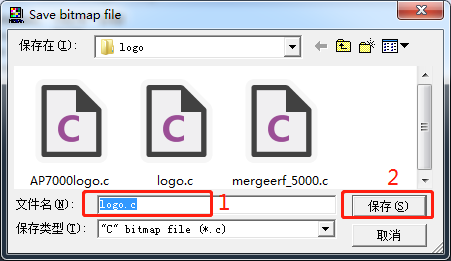 Save bitmap file
保存在(I):
logo
C
C
C
AP7000logo.c
logo.c
mergeerf_5000.c
2
文件名(N):
logo.c
1
保存(S)
保存类型(T):
"C" bitmap file (*.c)
取消